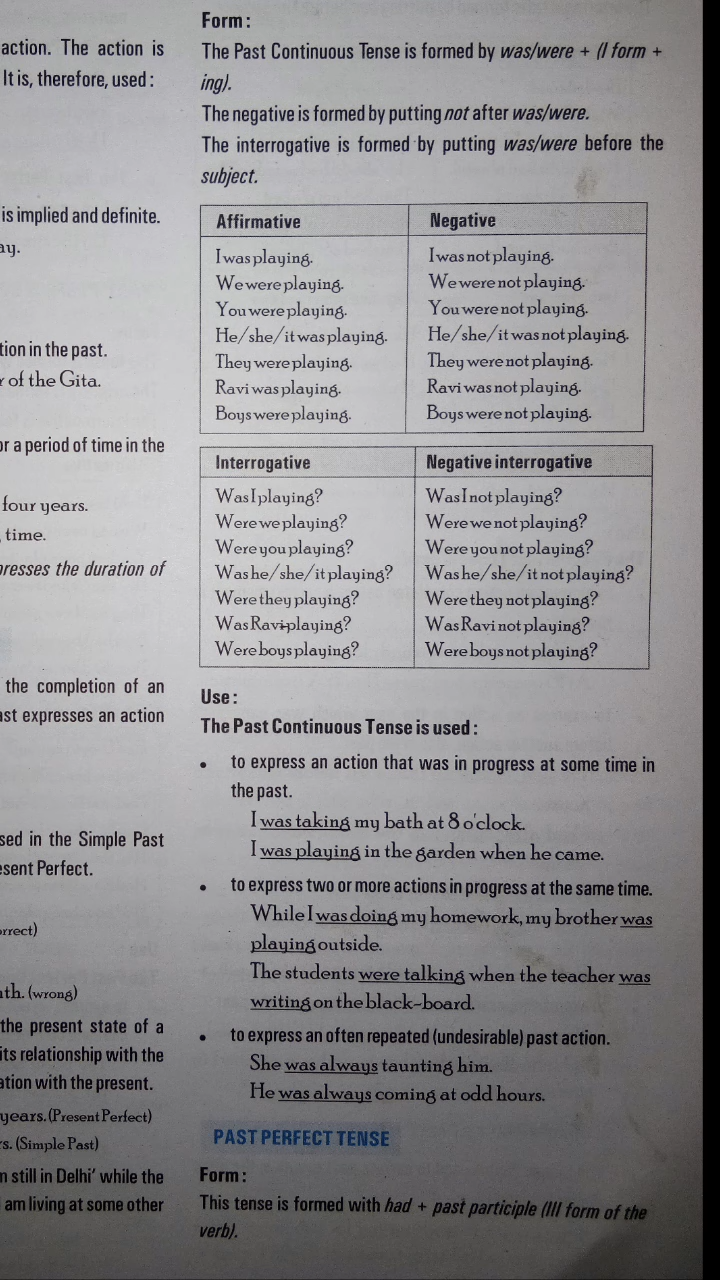 action. The action is
It is, therefore, used :
is implied and definite.
ay.
tion in the past.
r of the Gita.
or a period of time in the
four years.
time.
presses the duration of
the completion of an
ast expresses an action
sed in the Simple Past
esent Perfect.
orrect)
ath. (wrong)
the present state of a
its relationship with the
ation with the present.
years. (Present Perfect)
rs. (Simple Past)
n still in Delhi' while the
am living at some other
Form :
The Past Continuous Tense is formed by was/were + (I form +
ing).
The negative is formed by putting not after was/were.
The interrogative is formed by putting was/were before the
subject.
Affirmative
I was playing.
We were playing.
You were playing.
He/she/it was playing.
They were playing.
Ravi was playing.
Boys were playing.
Negative
I was not playing.
We were not playing.
You were not playing.
He/she/it was not playing.
They were not playing.
Ravi was not playing.
Boys were not playing.
Interrogative
Was I playing?
Were we playing?
Were you playing?
Was he/she/it playing?
Were they playing?
Was Ravi playing?
Were boys playing?
Negative interrogative
Was I not playing?
Were we not playing?
Were you not playing?
Was he/she/it not playing?
Were they not playing?
Was Ravi not playing?
Were boys not playing?
Use :
The Past Continuous Tense is used :
• to express an action that was in progress at some time in
the past.
I was taking my bath at 8 o'clock.
I was playing in the garden when he came.
• to express two or more actions in progress at the same time.
While I was doing my homework, my brother was
playing outside.
The students were talking when the teacher was
writing on the black-board.
• to express an often repeated (undesirable) past action.
She was always taunting him.
He was always coming at odd hours.
PAST PERFECT TENSE
Form :
This tense is formed with had + past participle (III form of the
verb).